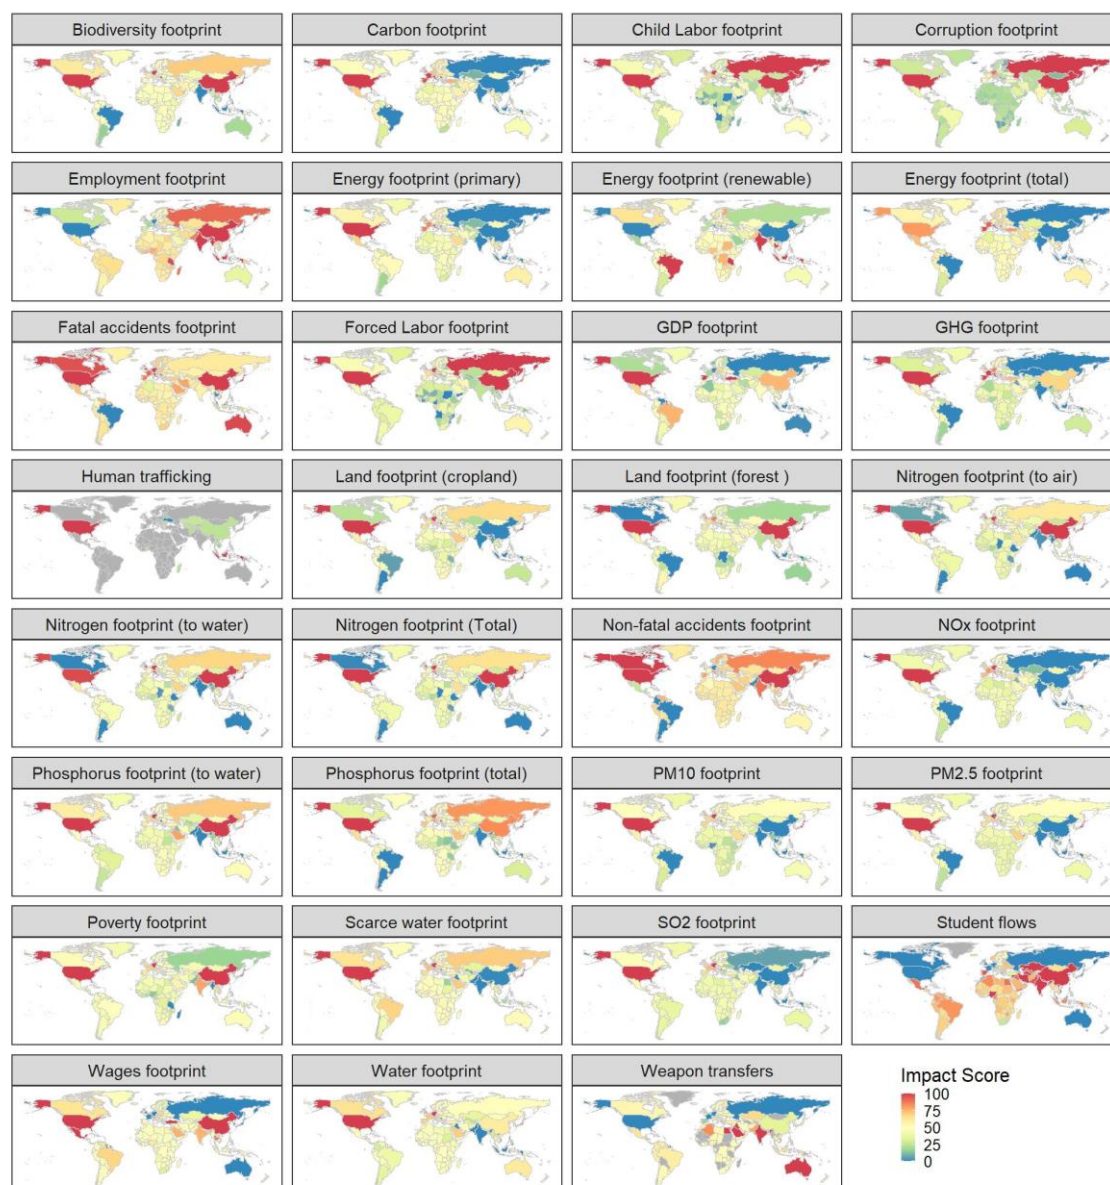 Biodiversity footprint
Carbon footprint
Child Labor footprint
Corruption footprint
Employment footprint
Energy footprint (primary)
Energy footprint (renewable)
Energy footprint (total)
Fatal accidents footprint
Forced Labor footprint
GDP footprint
GHG footprint
Human trafficking
Land footprint (cropland)
Land footprint (forest )
Nitrogen footprint (to air)
Nitrogen footprint (to water)
Nitrogen footprint (Total)
Non-fatal accidents footprint
NOx footprint
Phosphorus footprint (to water)
Phosphorus footprint (total)
PM10 footprint
PM2.5 footprint
Poverty footprint
Scarce water footprint
SO2 footprint
Student flows
Wages footprint
Water footprint
Weapon transfers
Impact Score
100
75
50
25
0